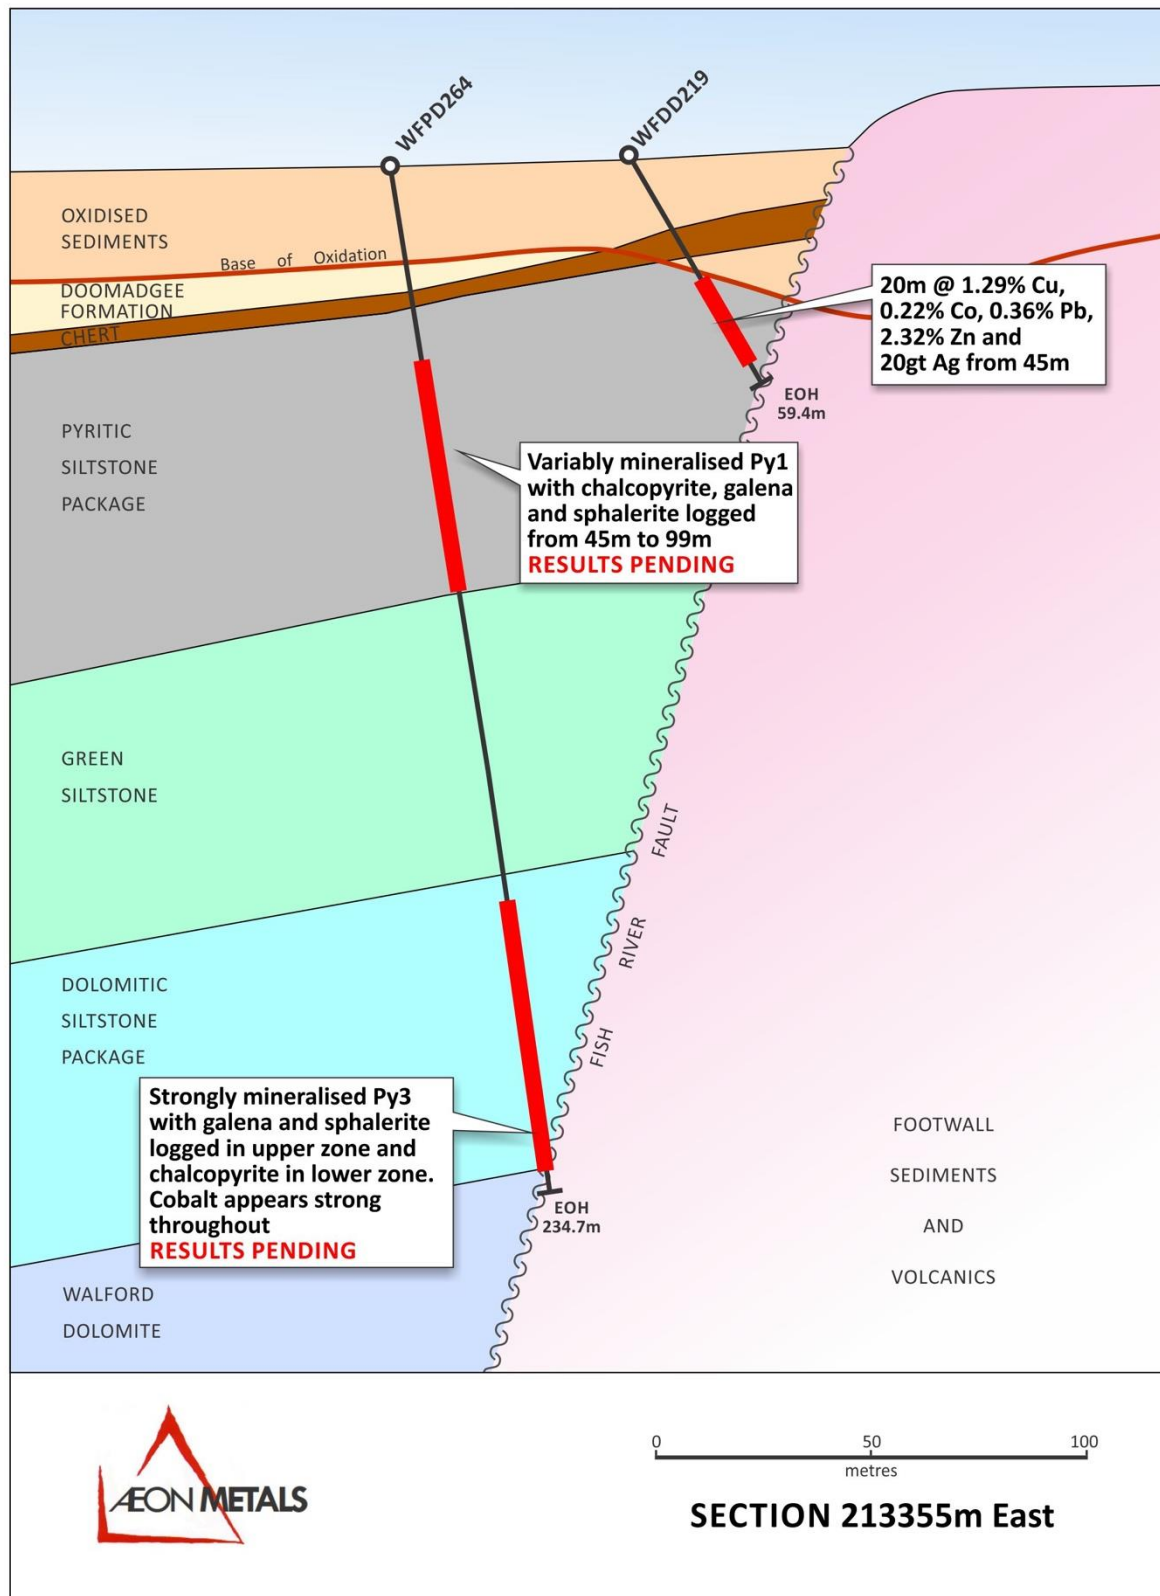 WFPD264
WFDD219
OXIDISED
SEDIMENTS
Base of Oxidation
DOOMADGEE
FORMATION
CHERT
20m @ 1.29% Cu,
0.22% Co, 0.36% Pb,
2.32% Zn and
20gt Ag from 45m
EOH
59.4m
PYRITIC
SILTSTONE
PACKAGE
Variably mineralised Py1
with chalcopyrite, galena
and sphalerite logged
from 45m to 99m
RESULTS PENDING
GREEN
SILTSTONE
FISH RIVER FAULT
DOLOMITIC
SILTSTONE
PACKAGE
Strongly mineralised Py3
with galena and sphalerite
logged in upper zone and
chalcopyrite in lower zone.
Cobalt appears strong
throughout
RESULTS PENDING
EOH
234.7m
FOOTWALL
SEDIMENTS
AND
VOLCANICS
WALFORD
DOLOMITE
ÆON METALS
0 50 100
metres
SECTION 213355m East